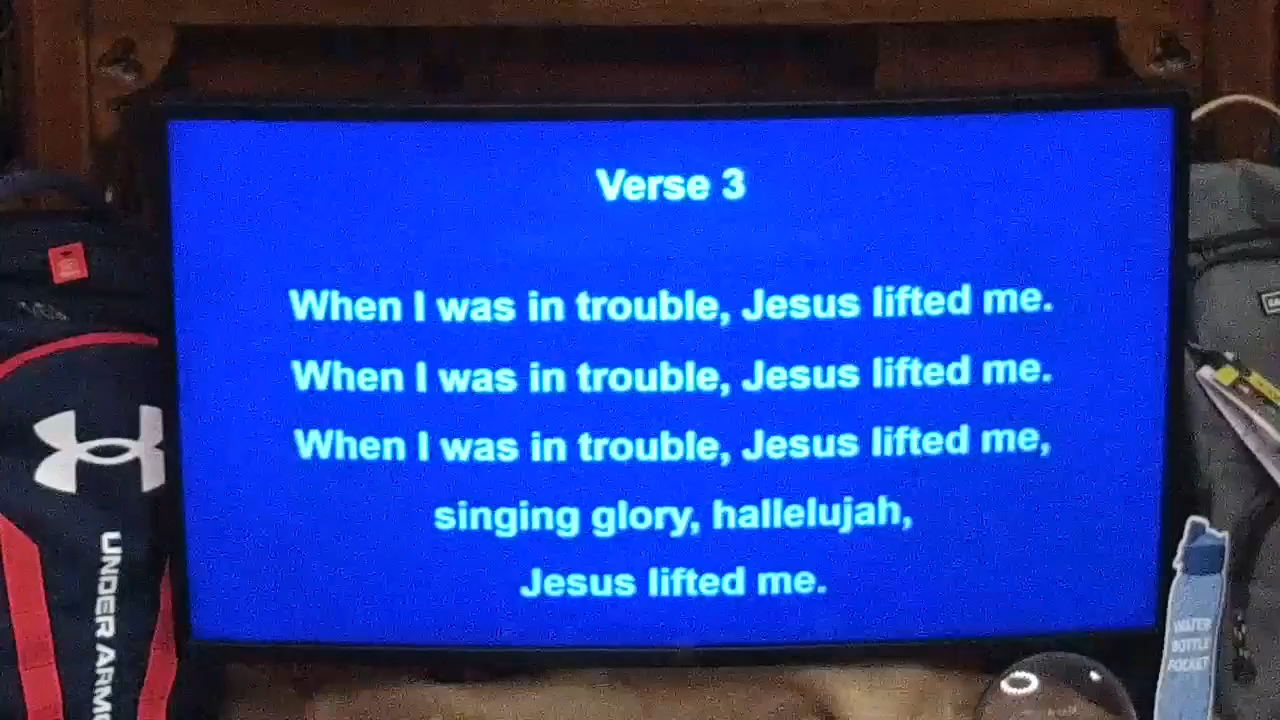 Verse 3
When I was in trouble, Jesus lifted me.
When I was in trouble, Jesus lifted me.
When I was in trouble, Jesus lifted me,
singing glory, hallelujah,
Jesus lifted me.
UNDER ARMO
WATER
BOTTLE
POCKET